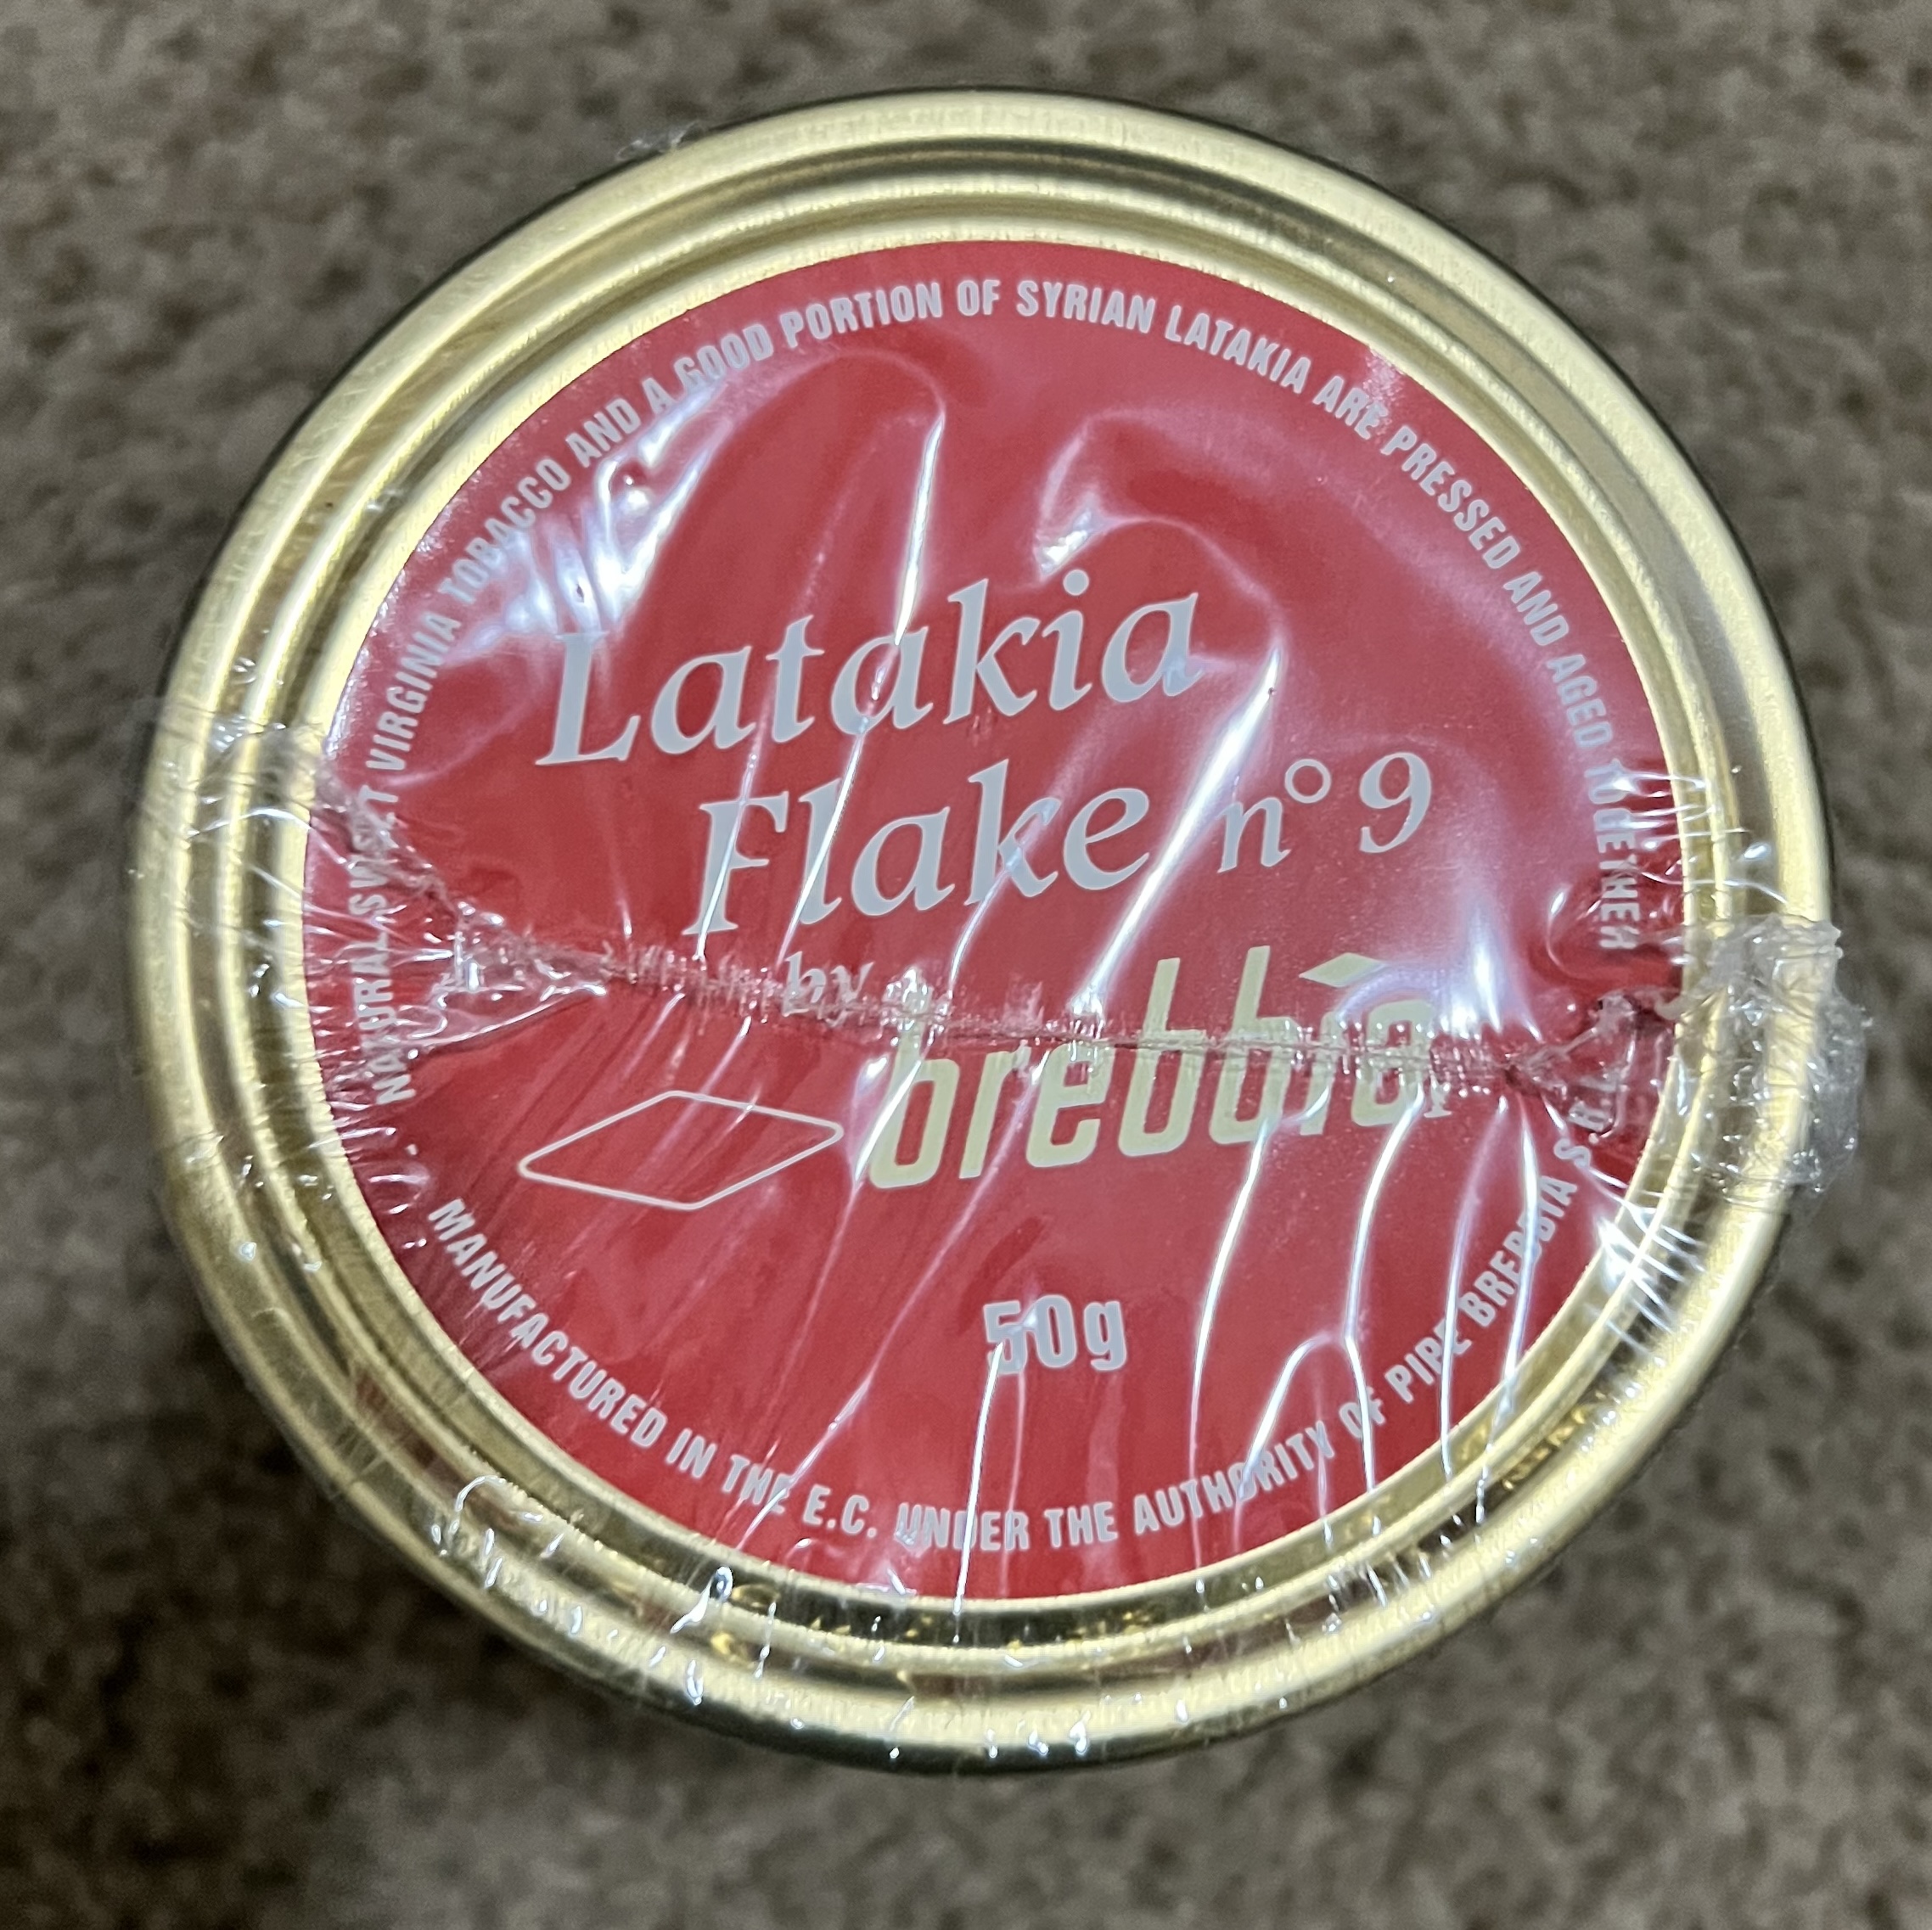 NATURAL SWEET VIRGINIA TOBACCO AND A GOOD PORTION OF SYRIAN LATAKIA ARE PRESSED AND AGED TOGETHER
Latakia
Flake n° 9
by
brebbia
50g
MANUFACTURED IN THE E.C. UNDER THE AUTHORITY OF PIPE BREBBIA S.R.